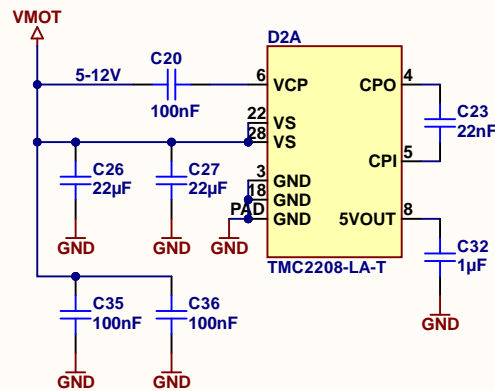 VMOT
5-12V
C20
100nF
D2A
6 VCP
CPO 4
22 VS
28 VS
C23
22nF
CPI 5
C26
22µF
C27
22µF
3 GND
18 GND
PAD GND
5VOUT 8
GND
GND
GND
TMC2208-LA-T
C32
1µF
C35
100nF
C36
100nF
GND
GND
GND